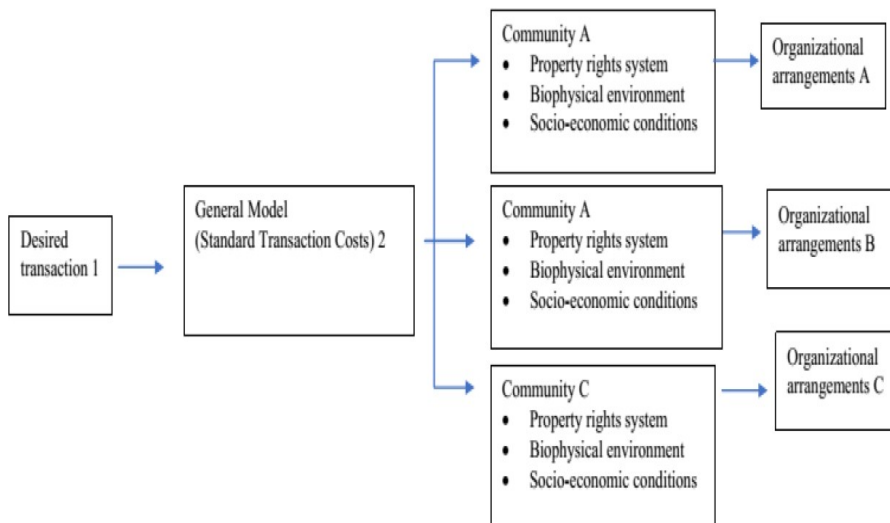 Desired
transaction 1
General Model
(Standard Transaction Costs) 2
Community A
• Property rights system
• Biophysical environment
• Socio-economic conditions
Organizational
arrangements A
Community A
• Property rights system
• Biophysical environment
• Socio-economic conditions
Organizational
arrangements B
Community C
• Property rights system
• Biophysical environment
• Socio-economic conditions
Organizational
arrangements C